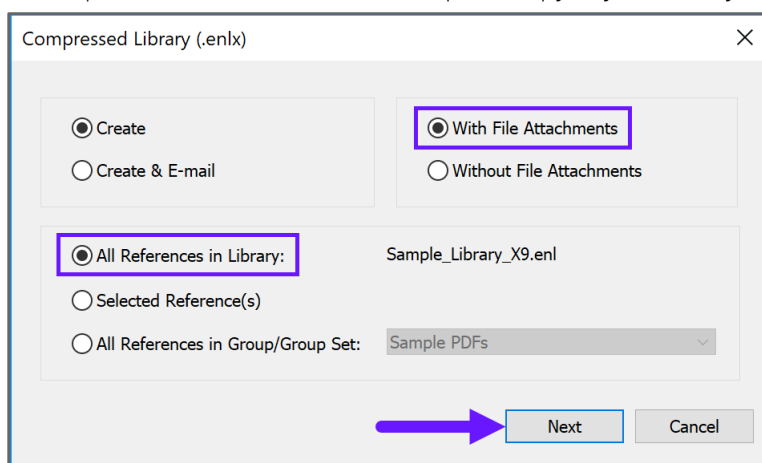 Compressed Library (.enlx)
Create
With File Attachments
Create & E-mail
Without File Attachments
All References in Library:
Sample_Library_X9.enl
Selected Reference(s)
All References in Group/Group Set:
Sample PDFs
Next
Cancel